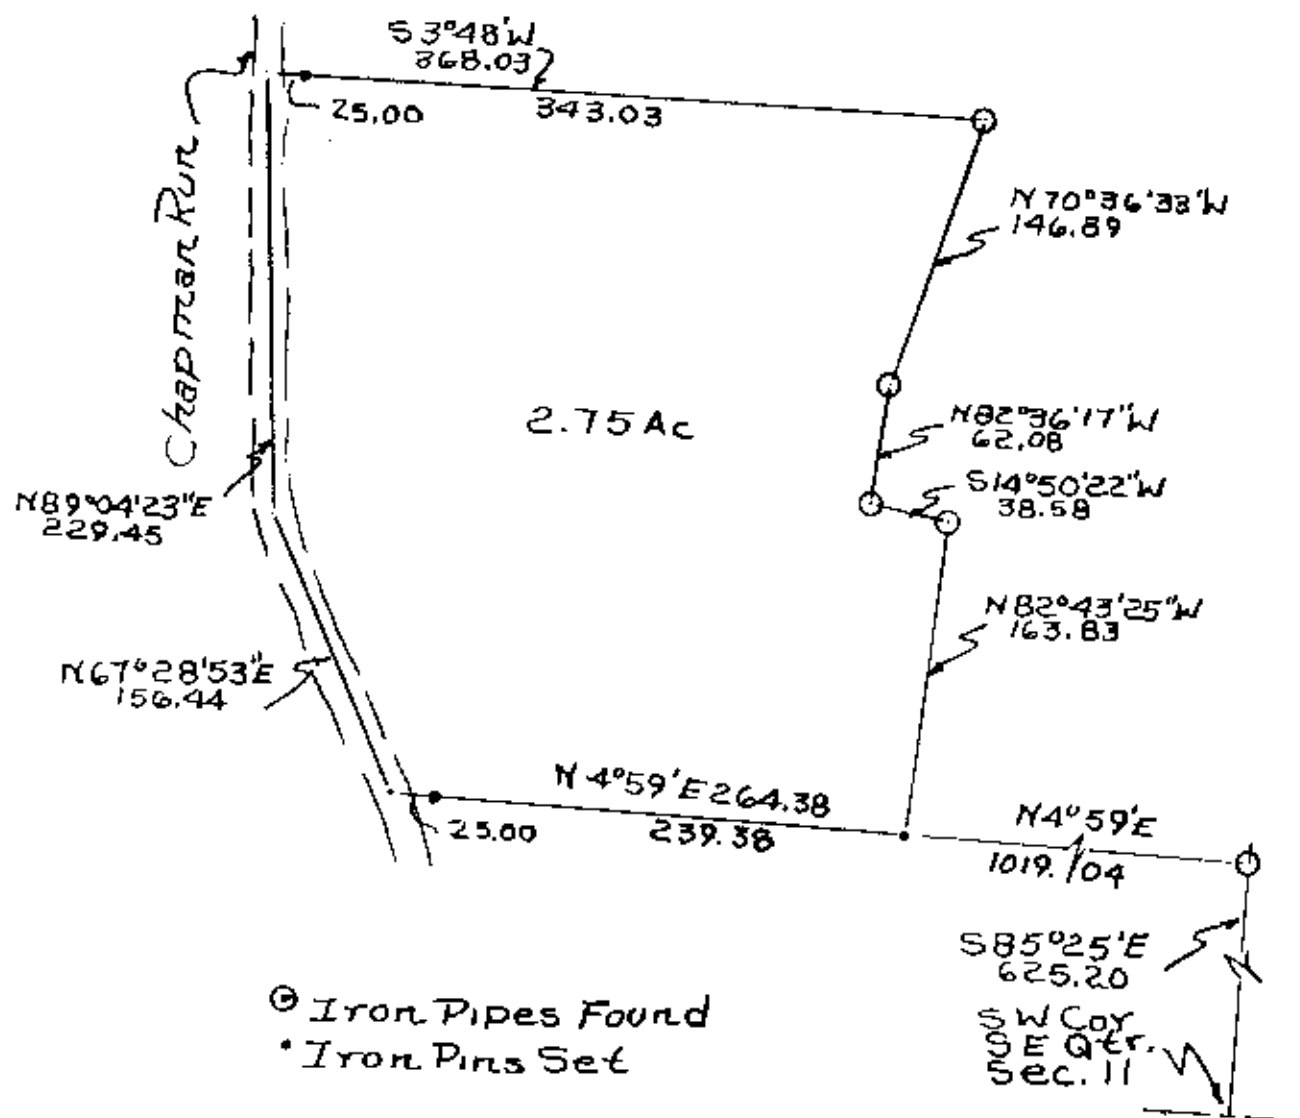 S 3°48'W
368.03
25.00
343.03
Chapman Run
N 70°36'33"W
146.89
2.75 Ac
N82°36'17"W
62.08
S14°50'22"W
38.58
N89°04'23"E
229.45
N82°43'25"W
163.83
N67°28'53"E
156.44
N 4°59'E 264.38
25.00
239.38
N4°59'E
1019.04
S85°25'E
625.20
SW Cor
SE Qtr.
Sec. 11
Iron Pipes Found
Iron Pins Set